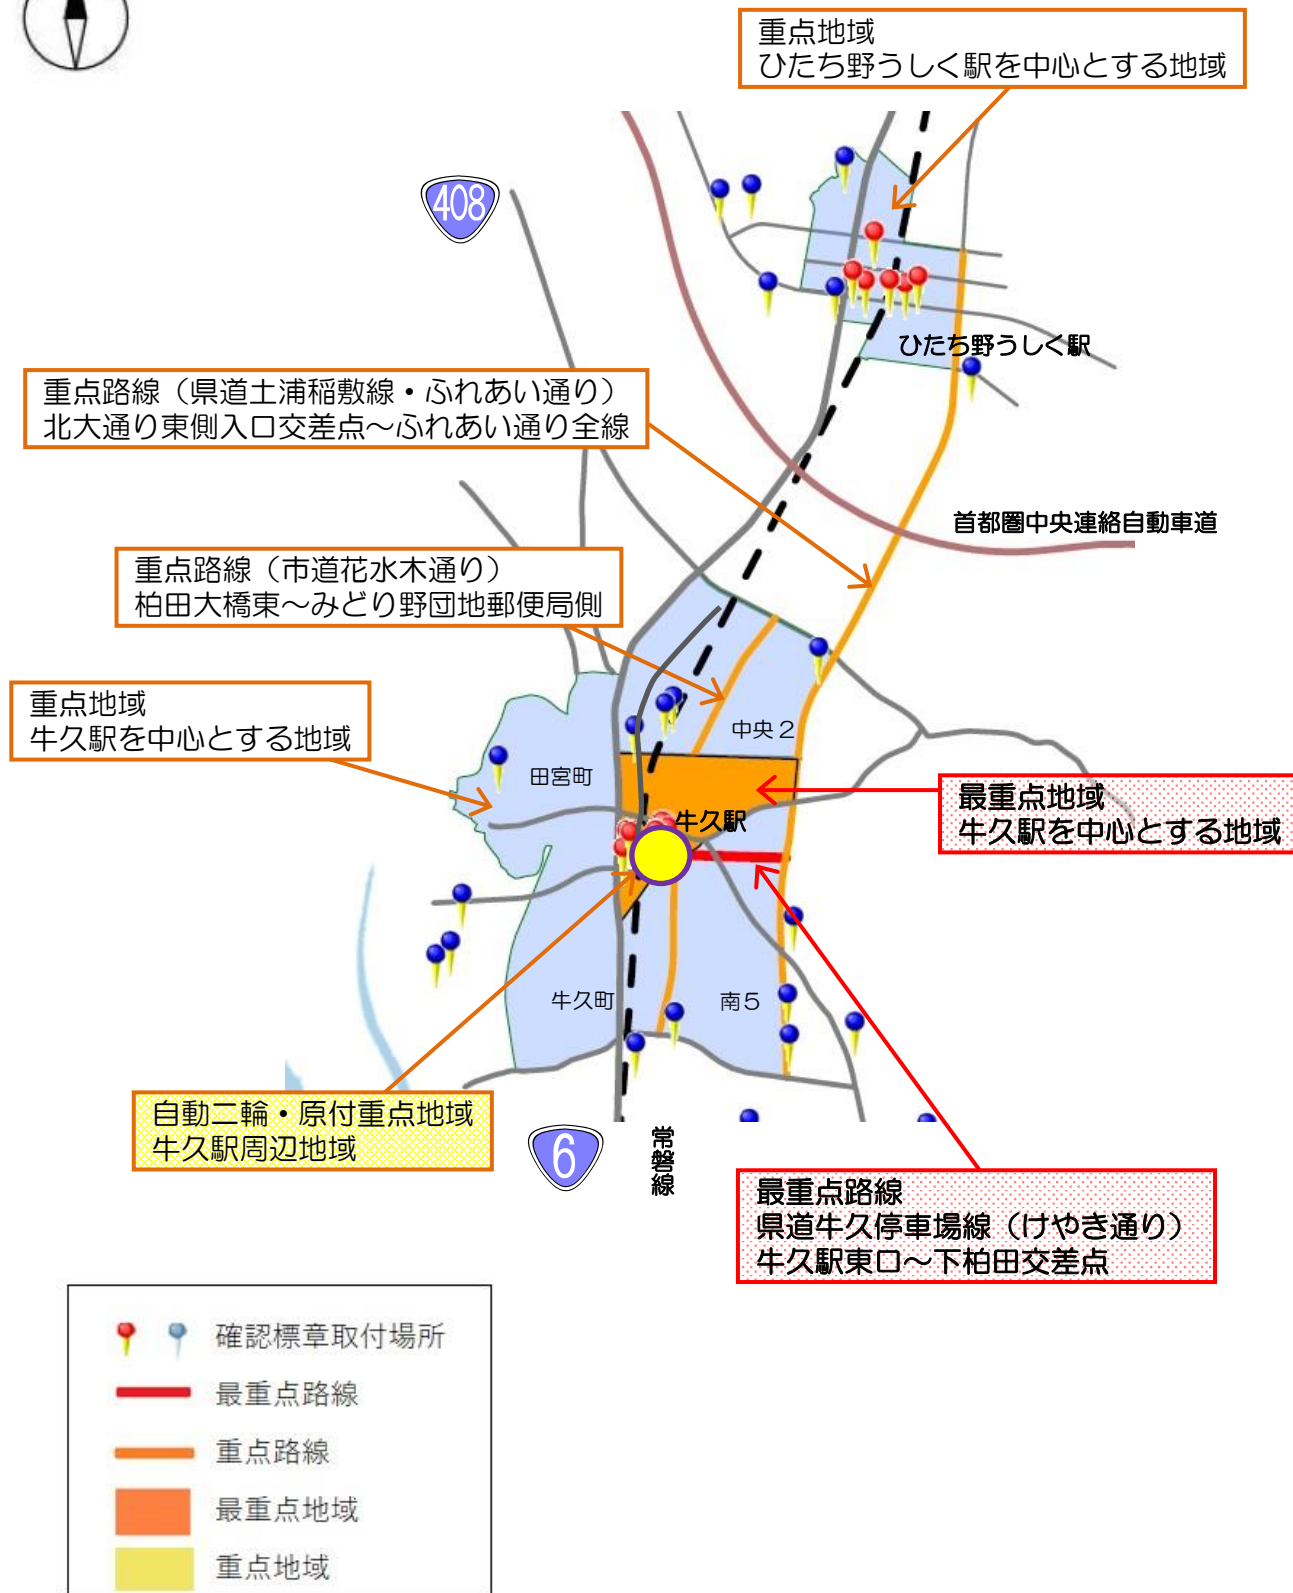 重点地域
ひたち野うしく駅を中心とする地域
408
ひたち野うしく駅
重点路線（県道土浦稲敷線・ふれあい通り）
北大通り東側入口交差点～ふれあい通り全線
首都圏中央連絡自動車道
重点路線（市道花水木通り）
柏田大橋東～みどり野団地郵便局側
重点地域
牛久駅を中心とする地域
中央２
田宮町
最重点地域
牛久駅を中心とする地域
牛久駅
牛久町
南５
自動二輪・原付重点地域
牛久駅周辺地域
6
常磐線
最重点路線
県道牛久停車場線（けやき通り）
牛久駅東口～下柏田交差点
確認標章取付場所
最重点路線
重点路線
最重点地域
重点地域